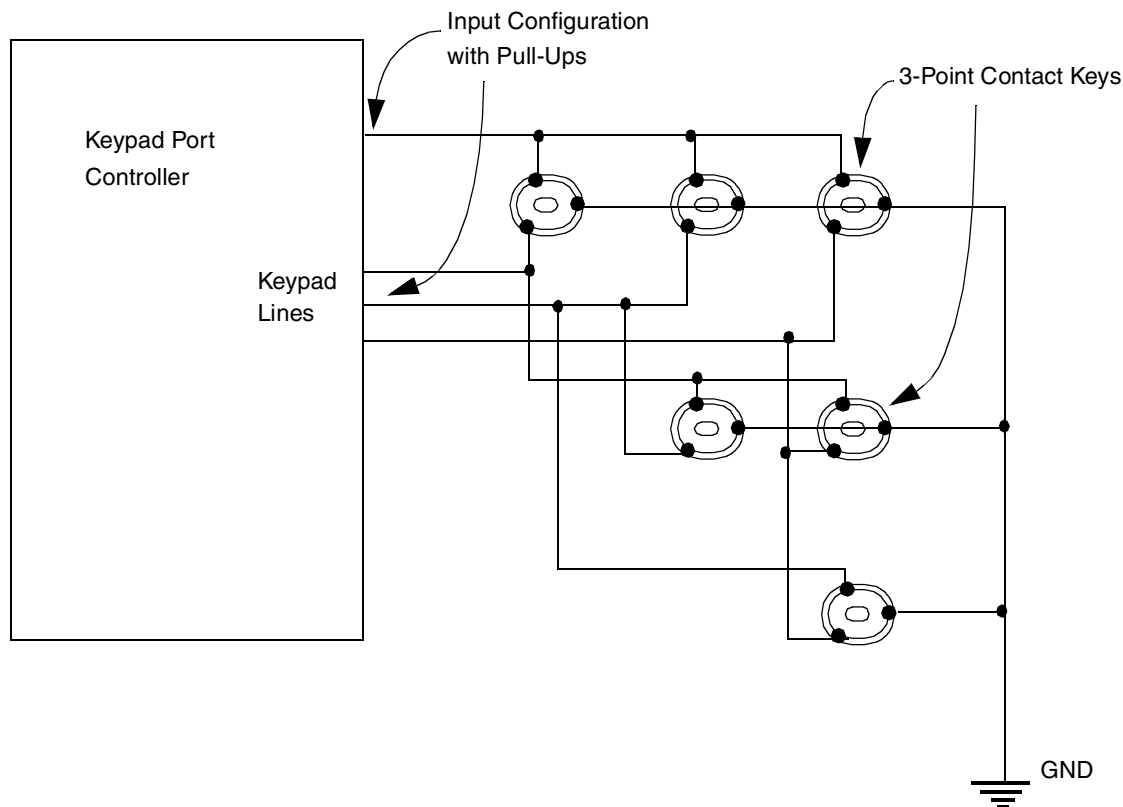 Input Configuration
with Pull-Ups
3-Point Contact Keys
Keypad Port
Controller
Keypad
Lines
GND